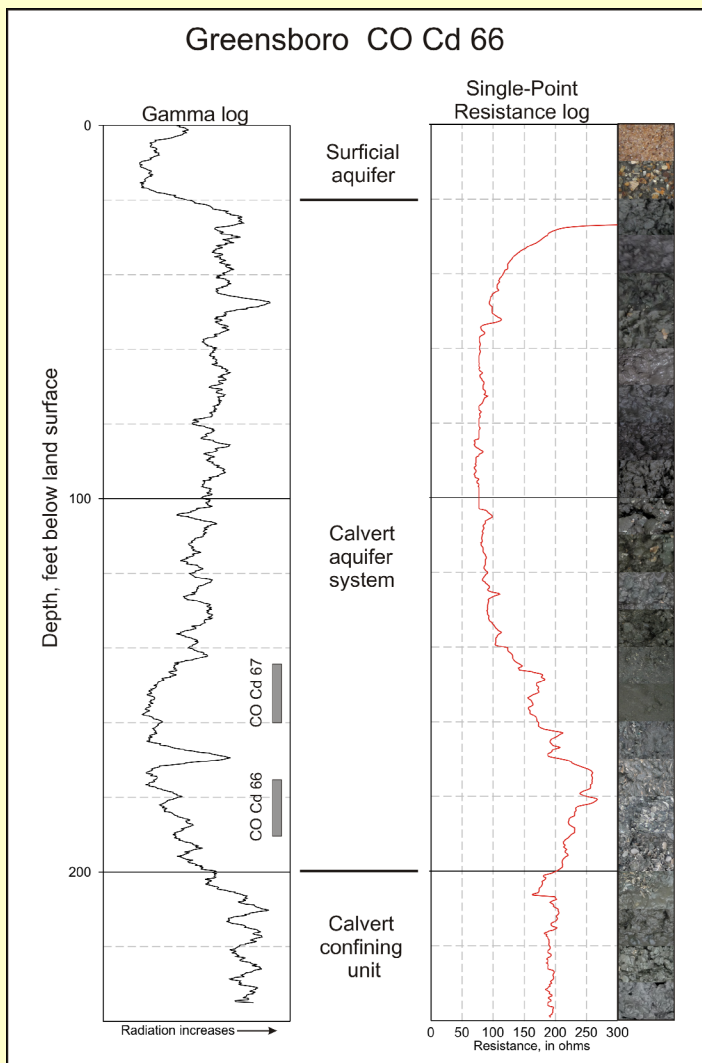 Greensboro CO Cd 66
Gamma log
Single-Point
Resistance log
Depth, feet below land surface
0
100
200
Surficial
aquifer
Calvert
aquifer
system
Calvert
confining
unit
CO Cd 67
CO Cd 66
Radiation increases
0 50 100 150 200 250 300
Resistance, in ohms